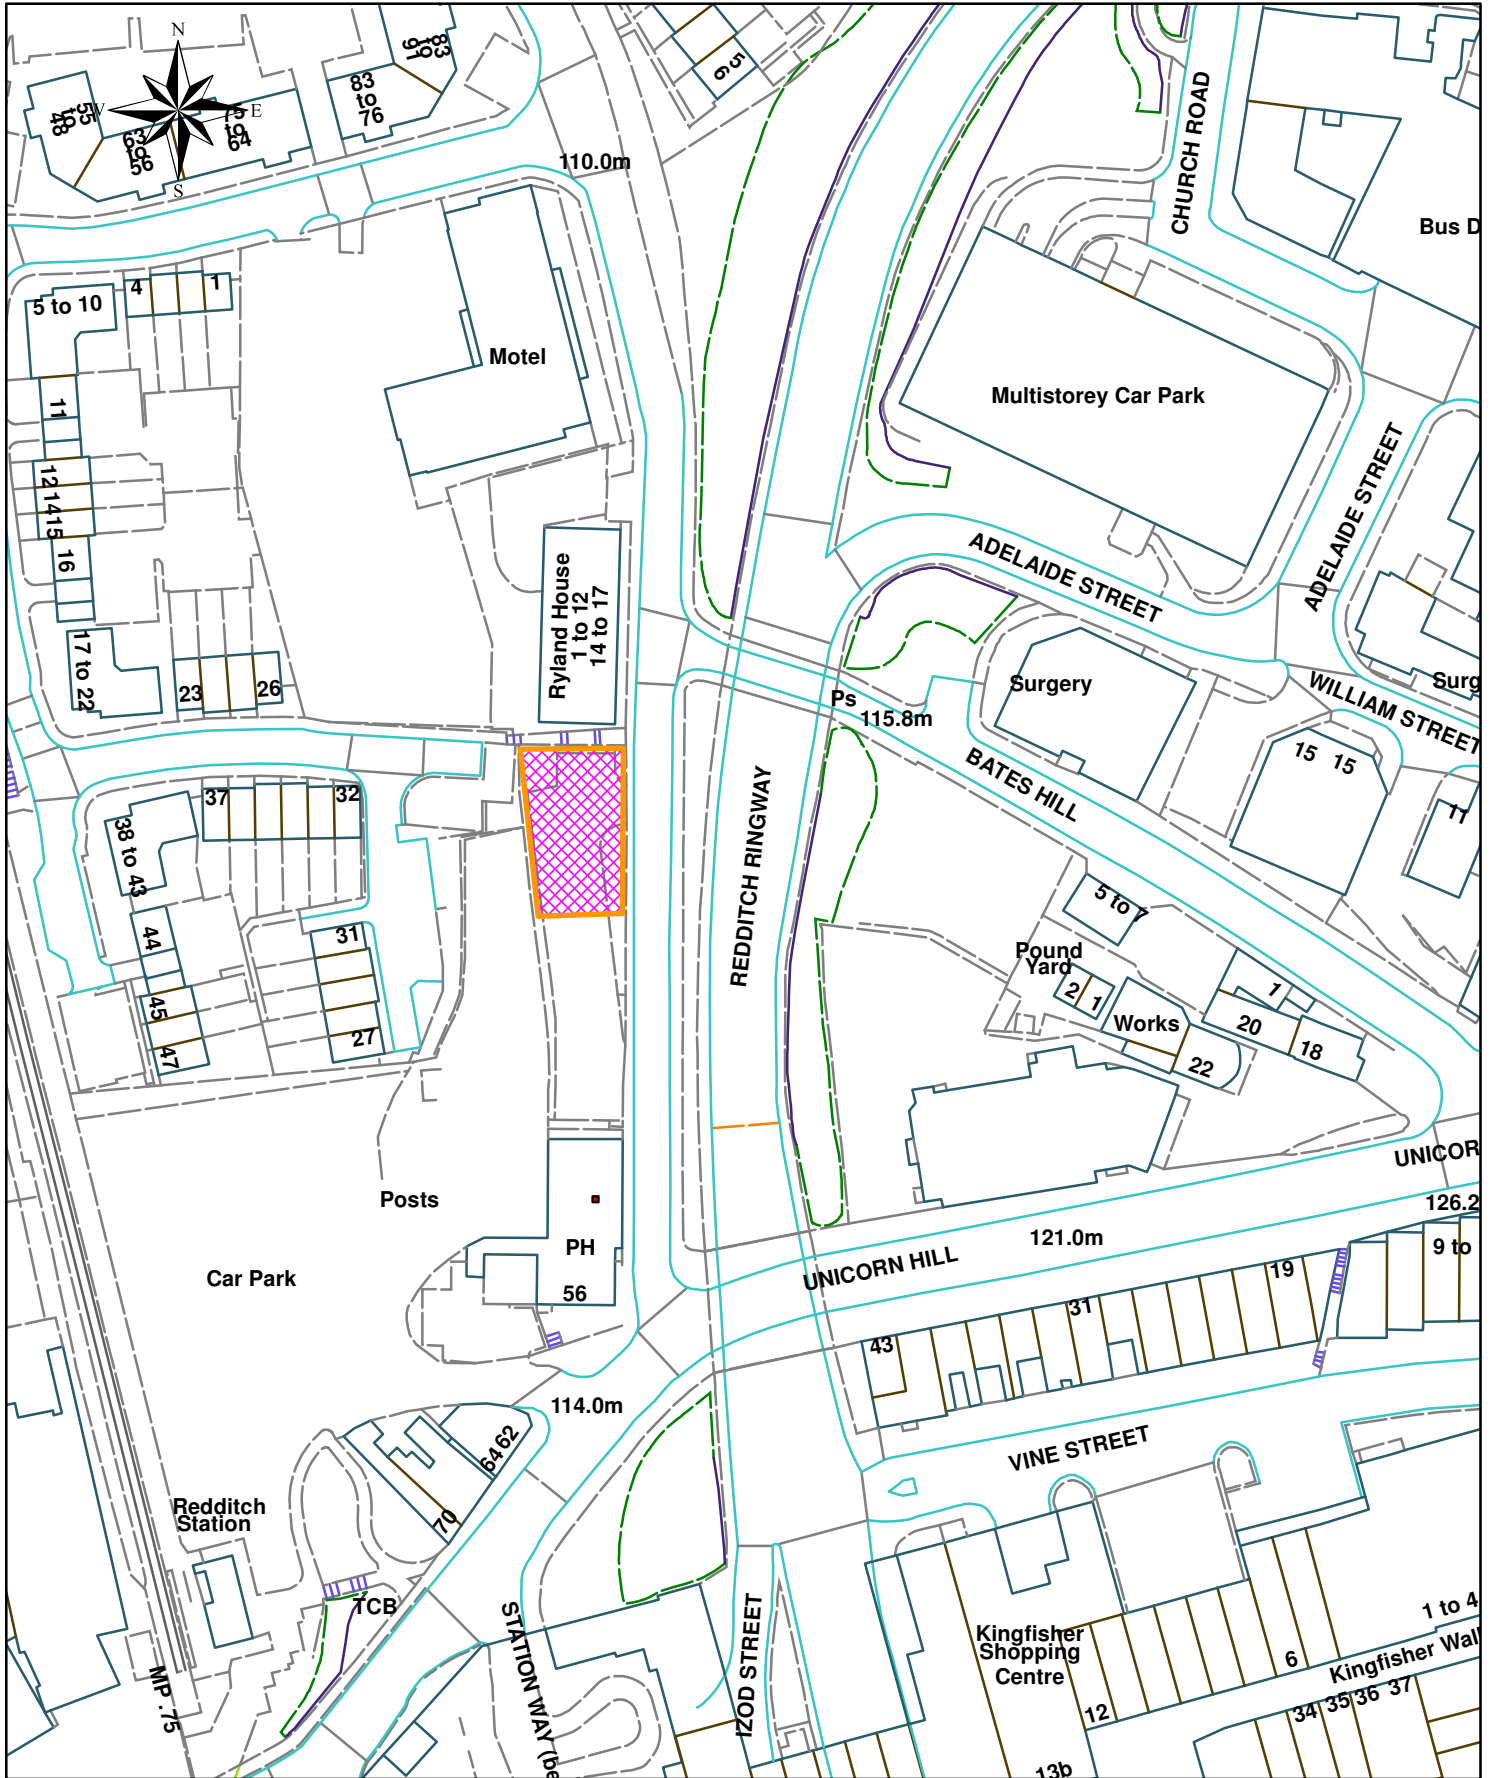 N
W
E
S
55
to
48
63
to
56
75
to
64
83
to
76
83
to
91
5
6
110.0m
CHURCH ROAD
Bus D
5 to 10
4
1
11
12
14
15
16
17 to 22
23
26
Motel
Multistorey Car Park
ADELAIDE STREET
ADELAIDE STREET
Ryland House
1 to 12
14 to 17
Surgery
Surg
WILLIAM STREET
Ps
115.8m
BATES HILL
15
15
11
37
32
38 to 43
44
45
47
31
27
REDDITCH RINGWAY
5 to 7
Pound
Yard
2
1
Works
1
20
18
22
UNICOR
126.2
Posts
PH
56
Car Park
UNICORN HILL
121.0m
9 to
19
31
43
114.0m
64
62
70
VINE STREET
Redditch
Station
TCB
MP .75
STATION WAY (be
IZOD STREET
Kingfisher
Shopping
Centre
1 to 4
Kingfisher Wal
6
12
34
35
36
37
13b